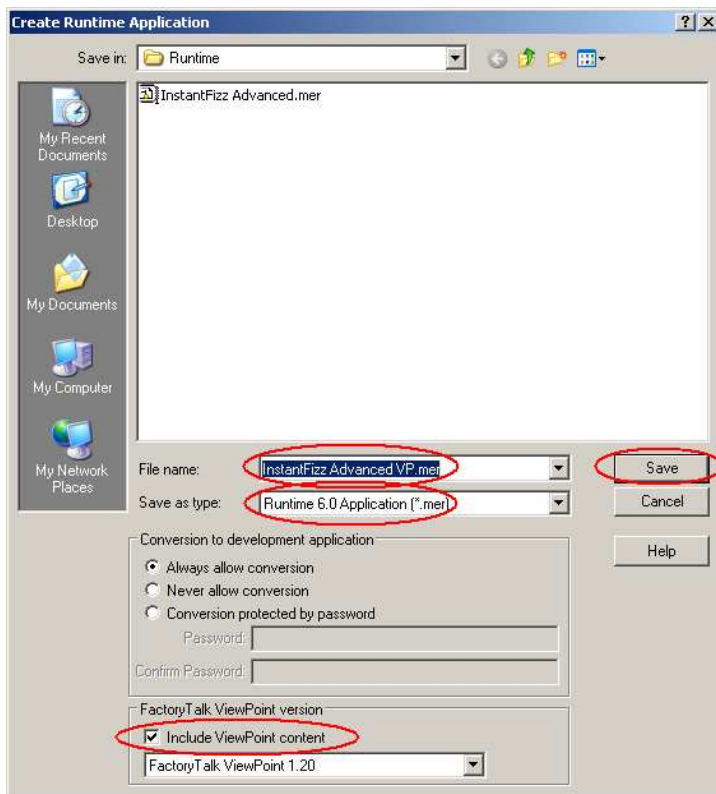 Create Runtime Application
Save in:
Runtime
InstantFizz Advanced.mer
My Recent
Documents
Desktop
My Documents
My Computer
My Network
Places
File name:
InstantFizz Advanced VP.mer
Save
Save as type:
Runtime 6.0 Application (*.mer)
Cancel
Conversion to development application
Help
Always allow conversion
Never allow conversion
Conversion protected by password
Password:
Confirm Password:
FactoryTalk ViewPoint version
Include ViewPoint content
FactoryTalk ViewPoint 1.20